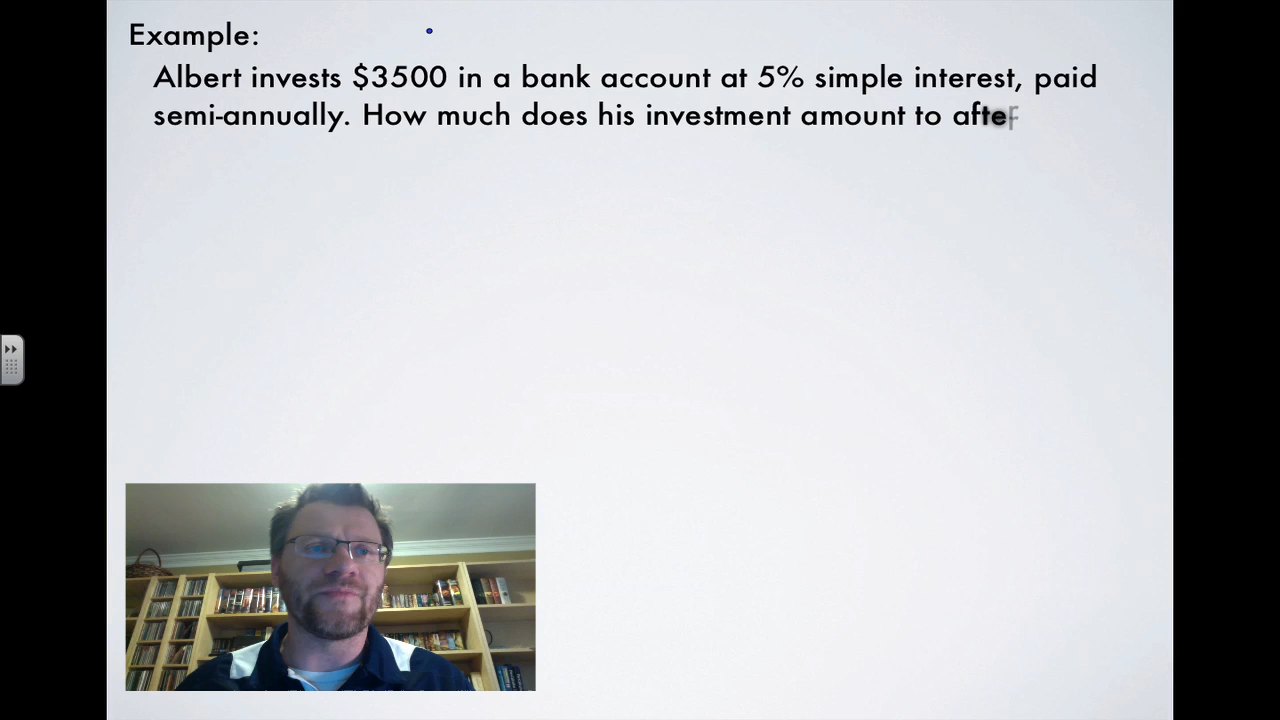 Example:
Albert invests $3500 in a bank account at 5% simple interest, paid
semi-annually. How much does his investment amount to after